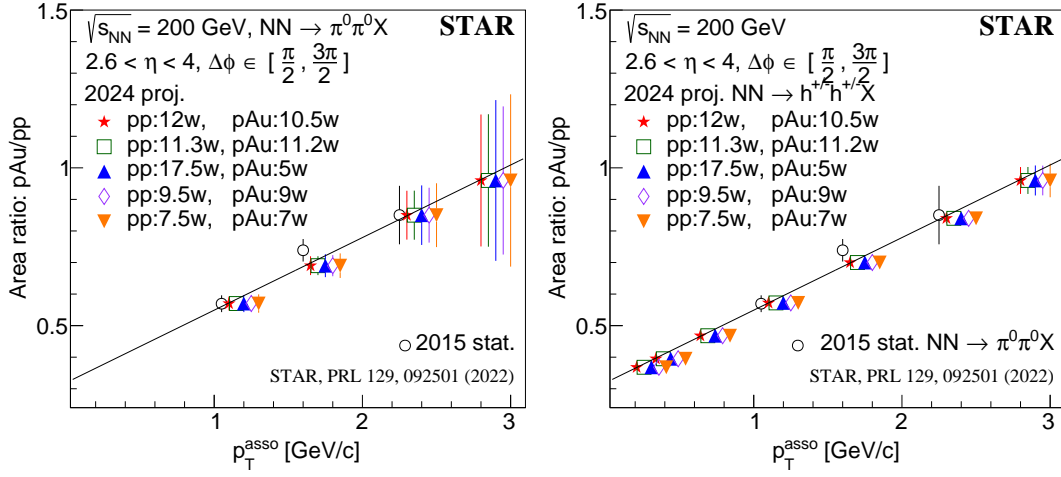 √s_NN = 200 GeV, NN → π⁰π⁰X
STAR
2.6 < η < 4, Δϕ ∈ [π/2, 3π/2]
2024 proj.
pp:12w, pAu:10.5w
pp:11.3w, pAu:11.2w
pp:17.5w, pAu:5w
pp:9.5w, pAu:9w
pp:7.5w, pAu:7w
2015 stat.
STAR, PRL 129, 092501 (2022)
Area ratio: pAu/pp
1.5
1
0.5
1 2 3
p_T^asso [GeV/c]
√s_NN = 200 GeV
STAR
2.6 < η < 4, Δϕ ∈ [π/2, 3π/2]
2024 proj. NN → h^+/- h^+/- X
pp:12w, pAu:10.5w
pp:11.3w, pAu:11.2w
pp:17.5w, pAu:5w
pp:9.5w, pAu:9w
pp:7.5w, pAu:7w
2015 stat. NN → π⁰π⁰X
STAR, PRL 129, 092501 (2022)
Area ratio: pAu/pp
1.5
1
0.5
1 2 3
p_T^asso [GeV/c]